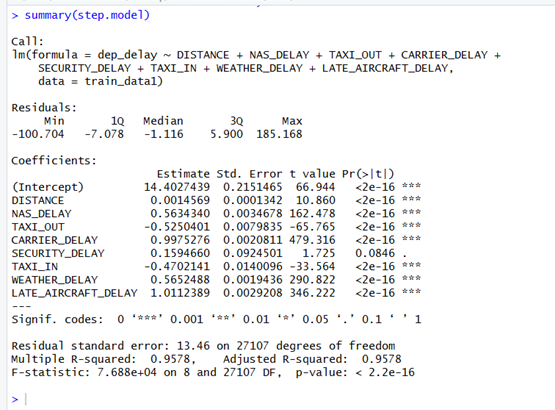 > summary(step.model)

Call:
lm(formula = dep_delay ~ DISTANCE + NAS_DELAY + TAXI_OUT + CARRIER_DELAY +
    SECURITY_DELAY + TAXI_IN + WEATHER_DELAY + LATE_AIRCRAFT_DELAY,
    data = train_data1)

Residuals:
     Min       1Q   Median       3Q      Max
-100.704   -7.078   -1.116    5.900  185.168

Coefficients:
                      Estimate Std. Error t value Pr(>|t|)
(Intercept)         14.4027439  0.2151465  66.944   <2e-16 ***
DISTANCE             0.0014569  0.0001342  10.860   <2e-16 ***
NAS_DELAY            0.5634340  0.0034678 162.478   <2e-16 ***
TAXI_OUT            -0.5250401  0.0079835 -65.765   <2e-16 ***
CARRIER_DELAY        0.9975276  0.0020811 479.316   <2e-16 ***
SECURITY_DELAY       0.1594660  0.0924501   1.725   0.0846 .
TAXI_IN             -0.4702141  0.0140096 -33.564   <2e-16 ***
WEATHER_DELAY        0.5652488  0.0019436 290.822   <2e-16 ***
LATE_AIRCRAFT_DELAY  1.0112389  0.0029208 346.222   <2e-16 ***
---
Signif. codes:  0 ‘***’ 0.001 ‘**’ 0.01 ‘*’ 0.05 ‘.’ 0.1 ‘ ’ 1

Residual standard error: 13.46 on 27107 degrees of freedom
Multiple R-squared:  0.9578,    Adjusted R-squared:  0.9578
F-statistic: 7.688e+04 on 8 and 27107 DF,  p-value: < 2.2e-16

>